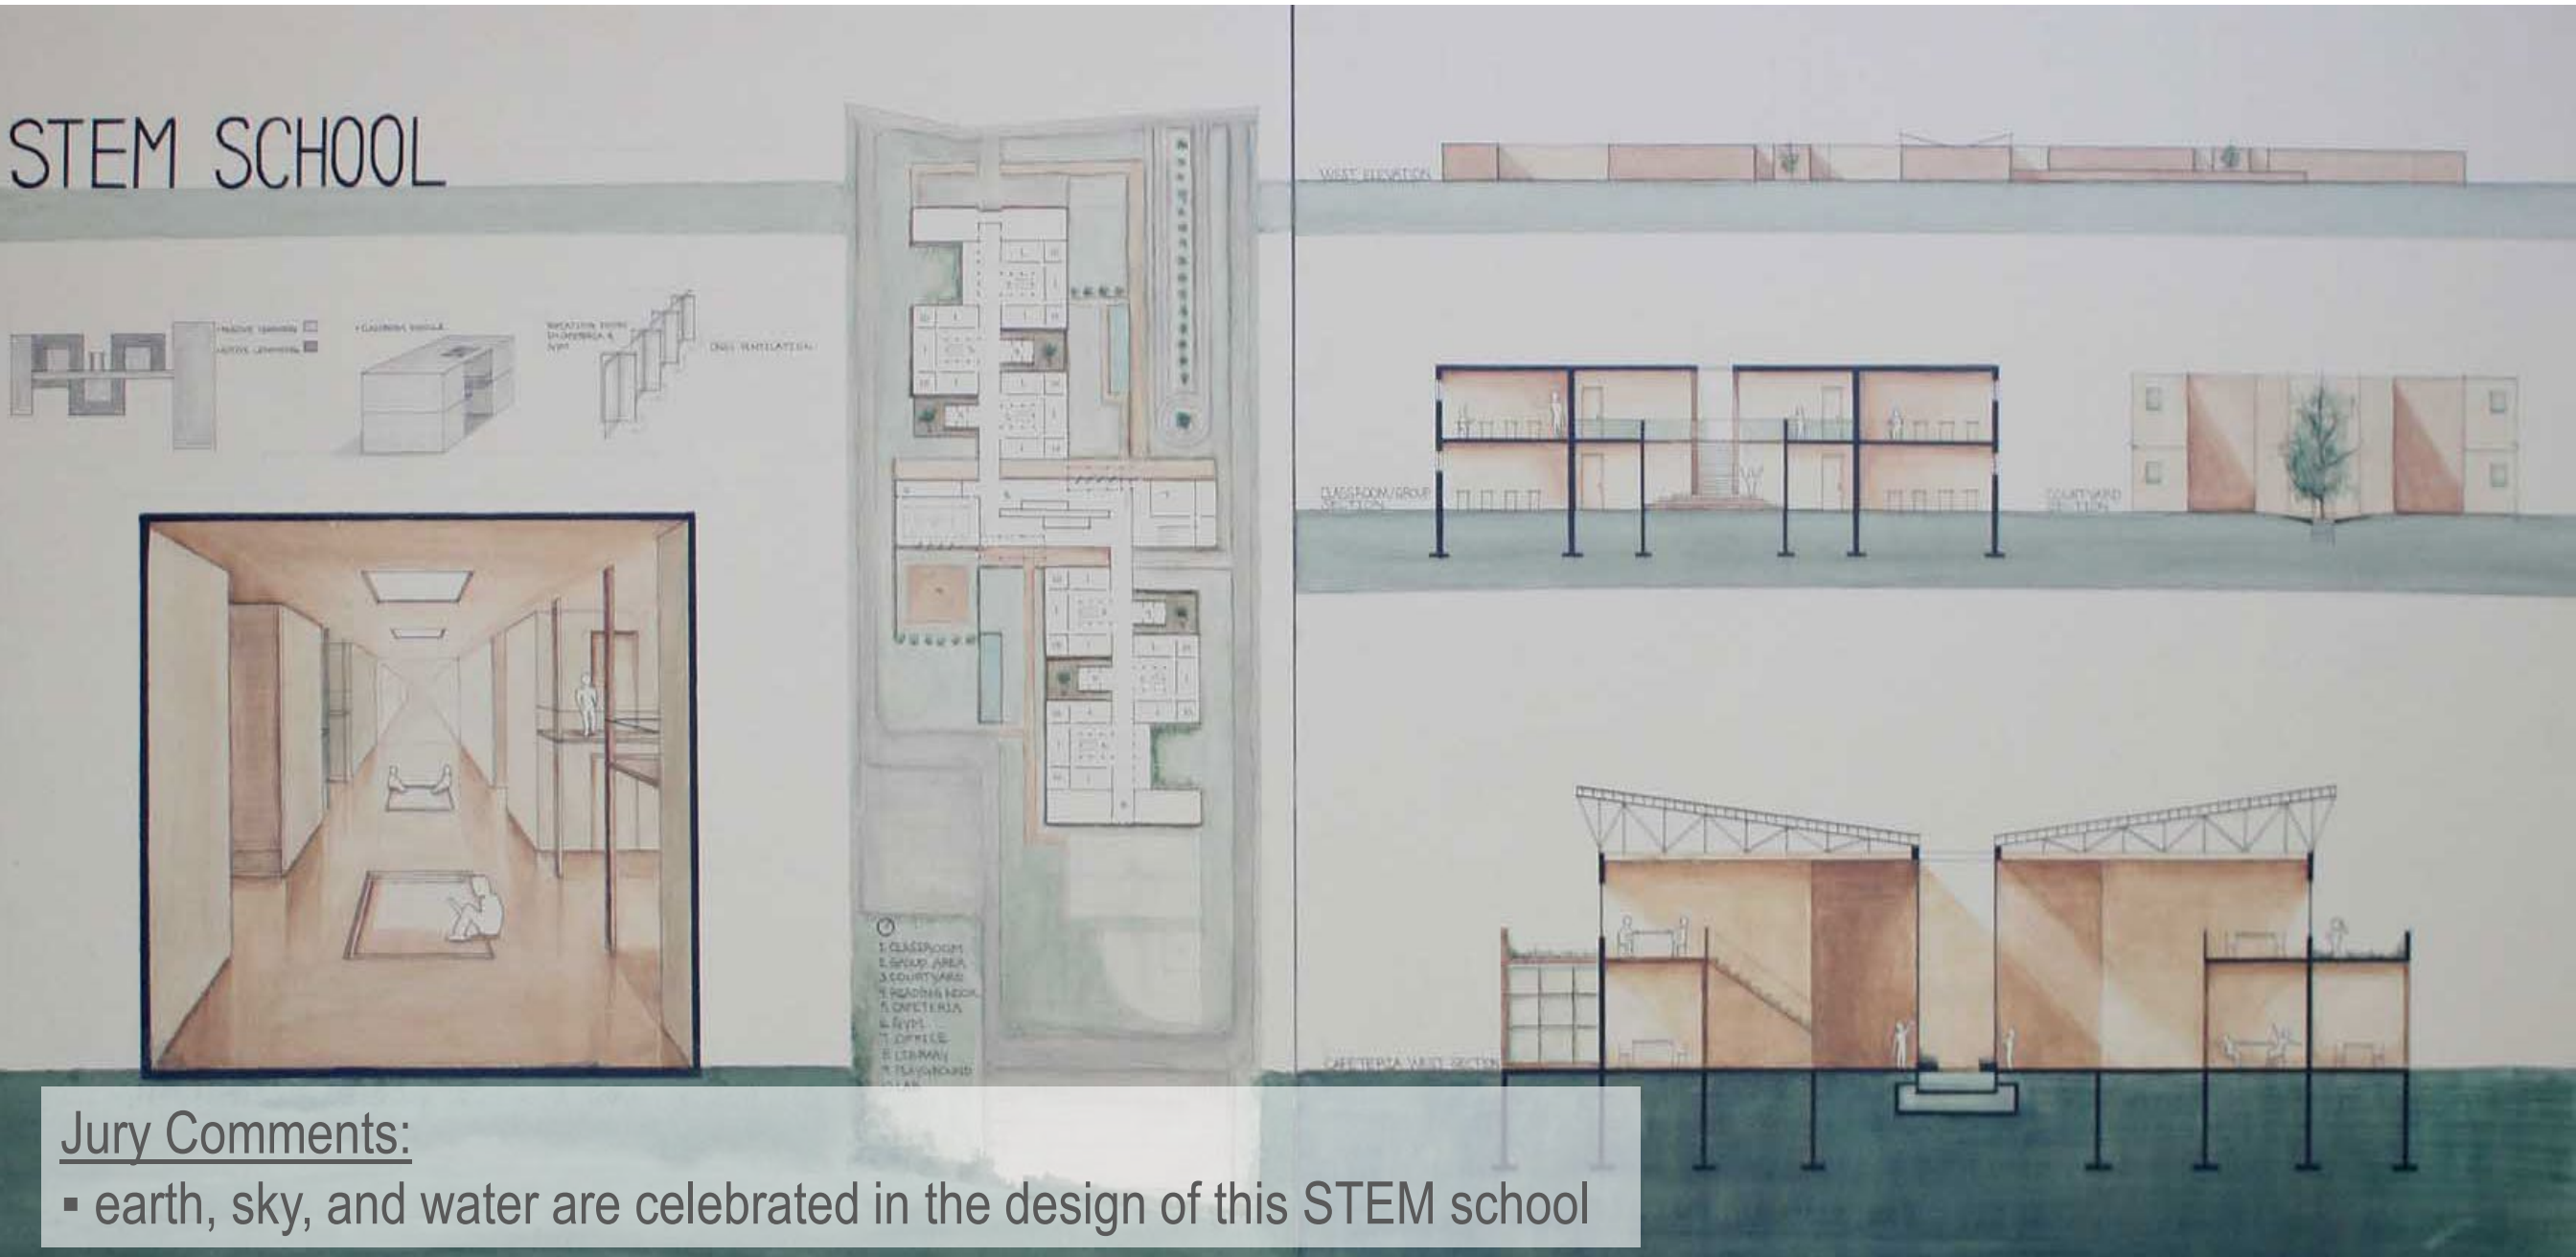 STEM SCHOOL
WEST ELEVATION
CROSS VENTILATION
CLASSROOM/GROUP
SECTION
COURTYARD
SECTION
1. CLASSROOM
2. GROUP AREA
3. COURTYARD
4. READING NOOK
5. CAFETERIA
6. GYM
7. OFFICE
8. LIBRARY
9. PLAYGROUND
CAFETERIA WEST SECTION
Jury Comments:
▪ earth, sky, and water are celebrated in the design of this STEM school